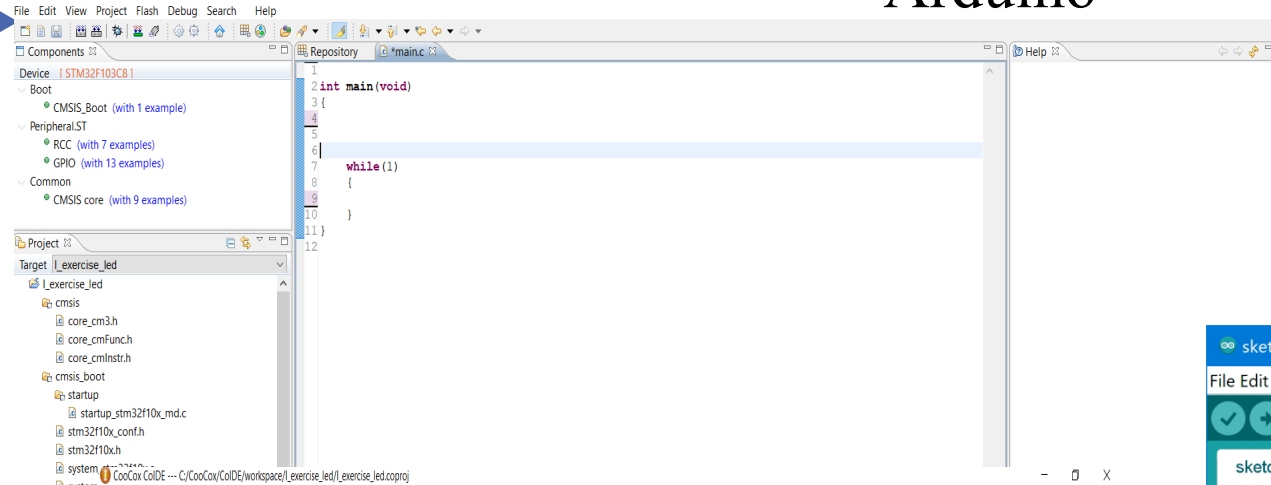 Arduino
File Edit View Project Flash Debug Search Help
Components
Device [ STM32F103C8 ]
Boot
CMSIS_Boot (with 1 example)
Peripheral.ST
RCC (with 7 examples)
GPIO (with 13 examples)
Common
CMSIS core (with 9 examples)
Project
Target l_exercise_led
l_exercise_led
cmsis
core_cm3.h
core_cmFunc.h
core_cmInstr.h
cmsis_boot
startup
startup_stm32f10x_md.c
stm32f10x_conf.h
stm32f10x.h
CooCox CoIDE --- C:/CooCox/CoIDE/workspace/l_exercise_led/l_exercise_led.coproj
Repository *main.c
1
2 int main(void)
3 {
4
5
6
7 while(1)
8 {
9
10 }
11 }
12
Help
File Edit